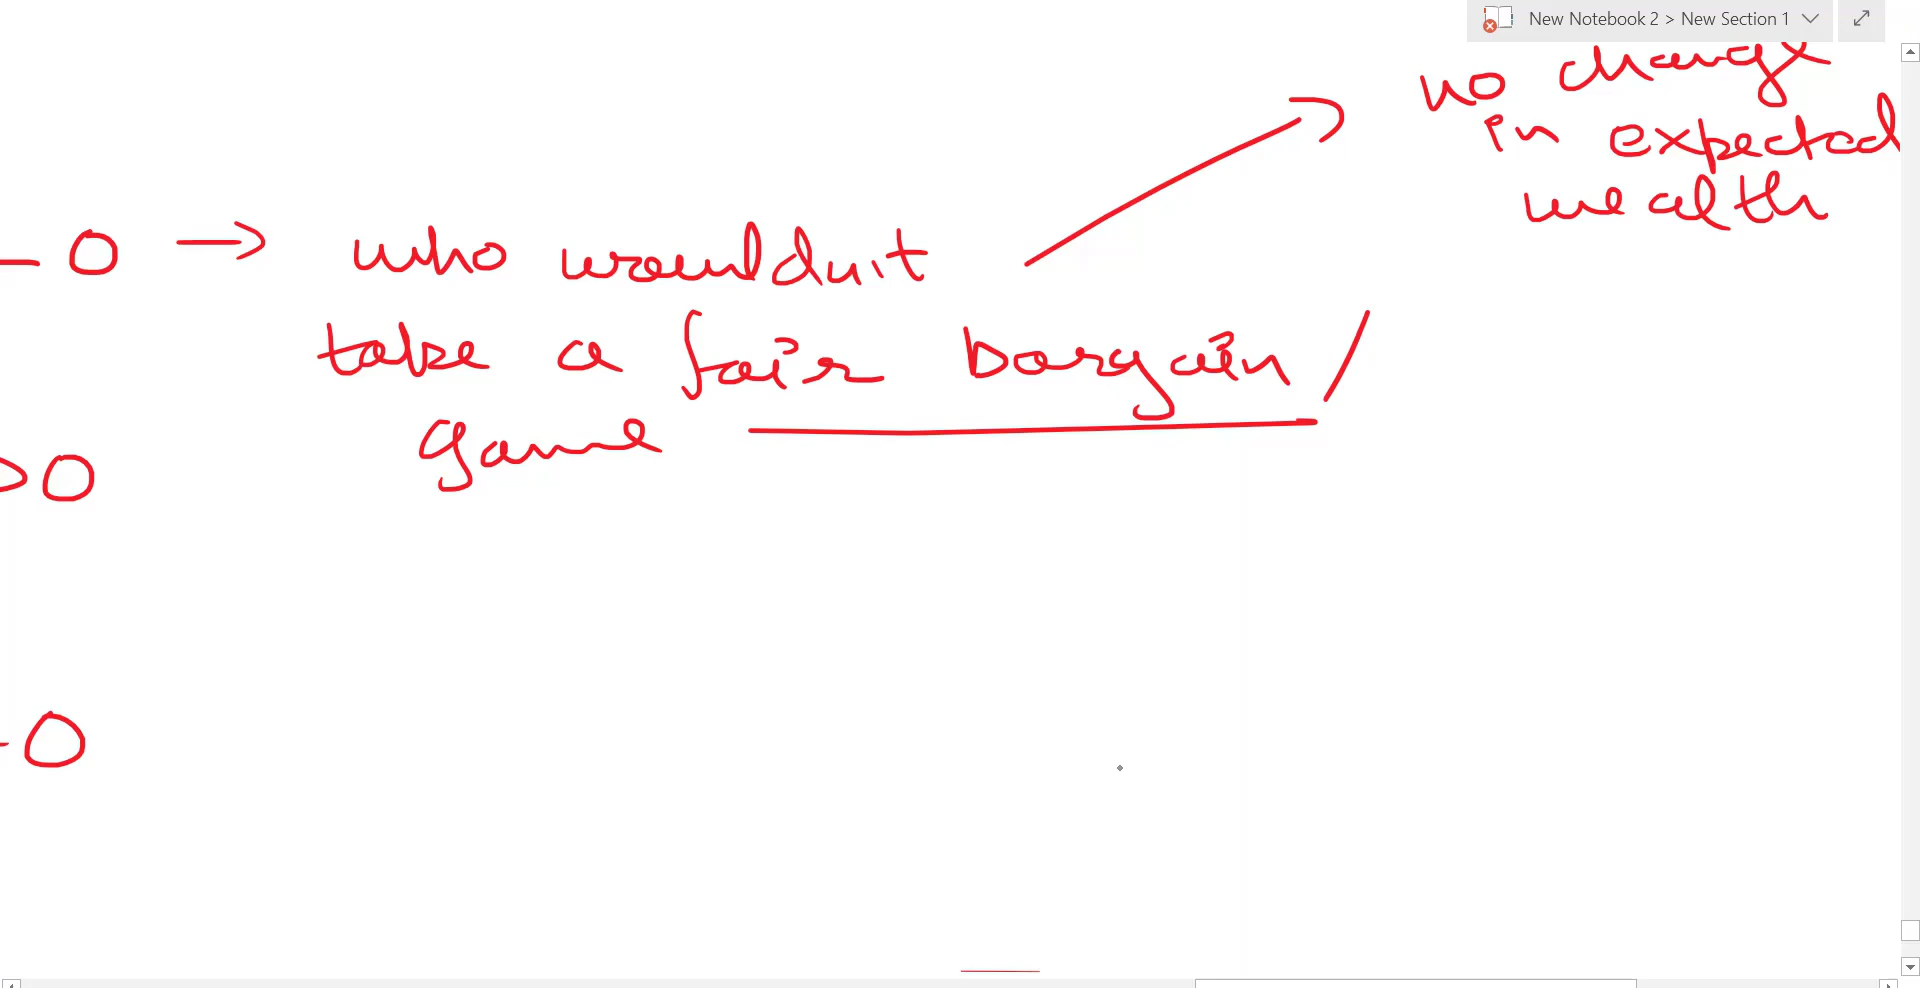 New Notebook 2 > New Section 1
no change
in expected
wealth
- 0 → who wouldn't
take a fair bargain /
game
>0
-0